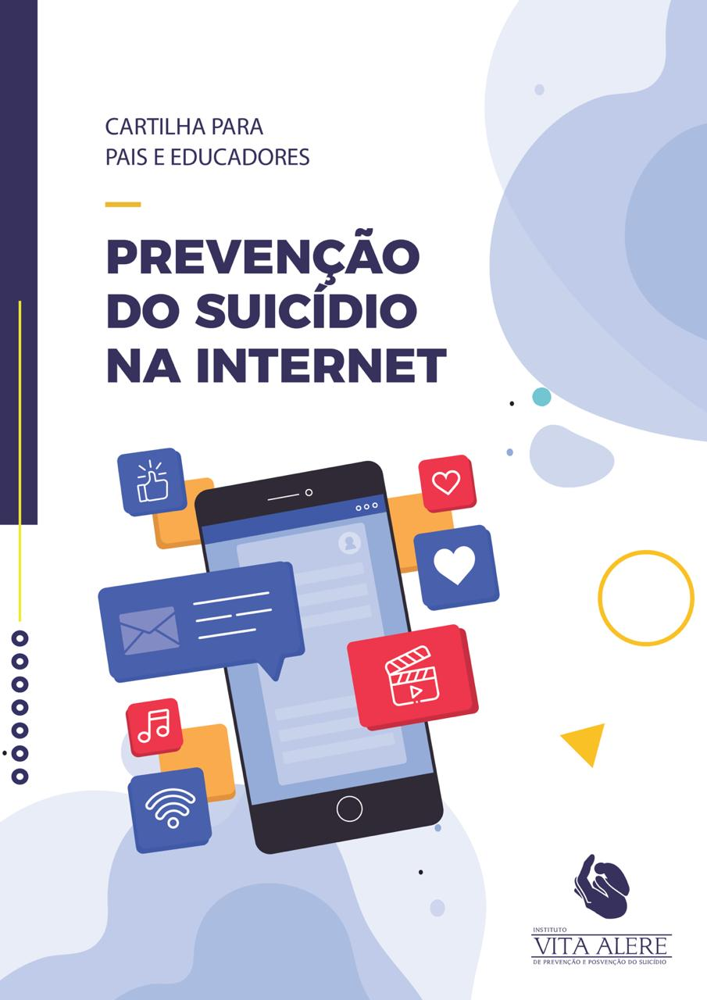 CARTILHA PARA
PAIS E EDUCADORES
PREVENÇÃO
DO SUICÍDIO
NA INTERNET
INSTITUTO
VITA ALERE
DE PREVENÇÃO E POSVENÇÃO DO SUICÍDIO